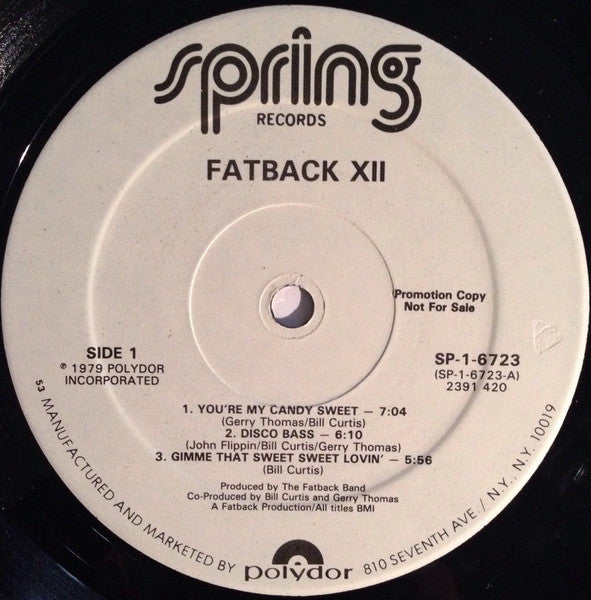 spring
RECORDS
FATBACK XII
Promotion Copy
Not For Sale
SIDE 1
℗ 1979 POLYDOR
INCORPORATED
SP-1-6723
(SP-1-6723-A)
2391 420
1. YOU'RE MY CANDY SWEET — 7:04
(Gerry Thomas/Bill Curtis)
2. DISCO BASS — 6:10
(John Flippin/Bill Curtis/Gerry Thomas)
3. GIMME THAT SWEET SWEET LOVIN' — 5:56
(Bill Curtis)
Produced by The Fatback Band
Co-Produced by Bill Curtis and Gerry Thomas
A Fatback Production/All titles BMI
53 MANUFACTURED AND MARKETED BY polydor 810 SEVENTH AVE / N.Y. N.Y. 10019